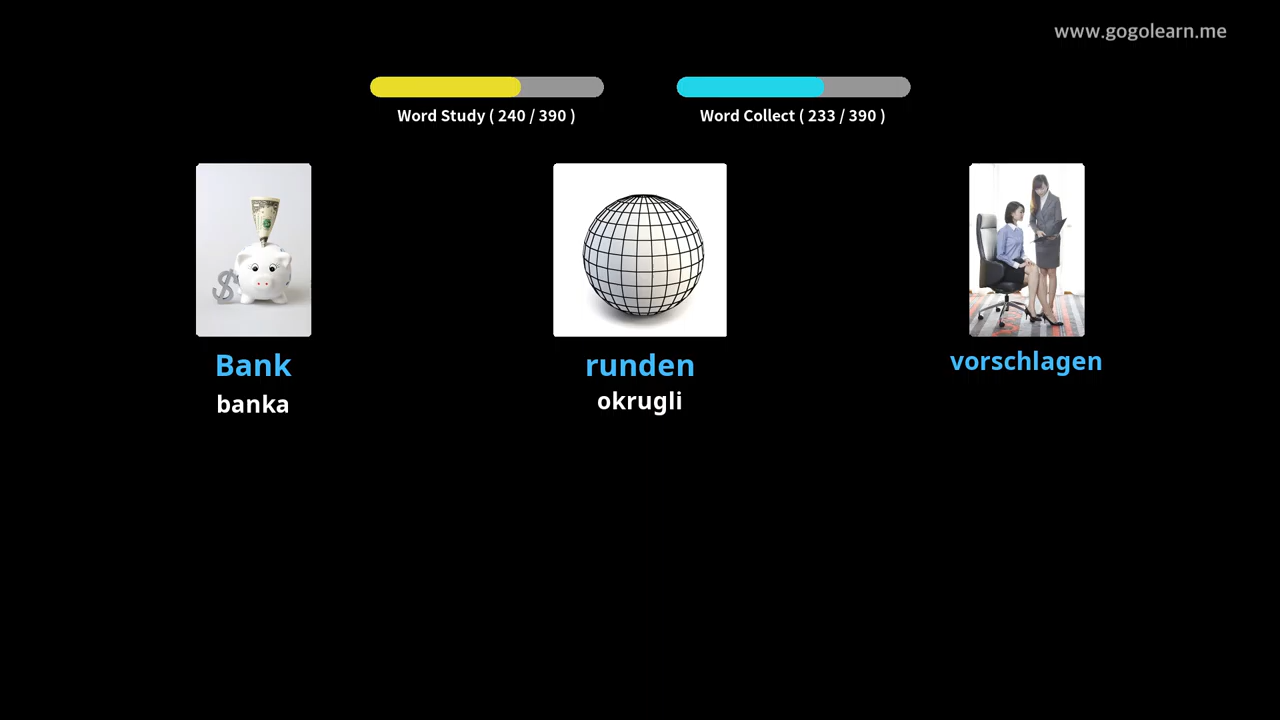 www.gogolearn.me
Word Study ( 240 / 390 )
Word Collect ( 233 / 390 )
Bank
banka
runden
okrugli
vorschlagen